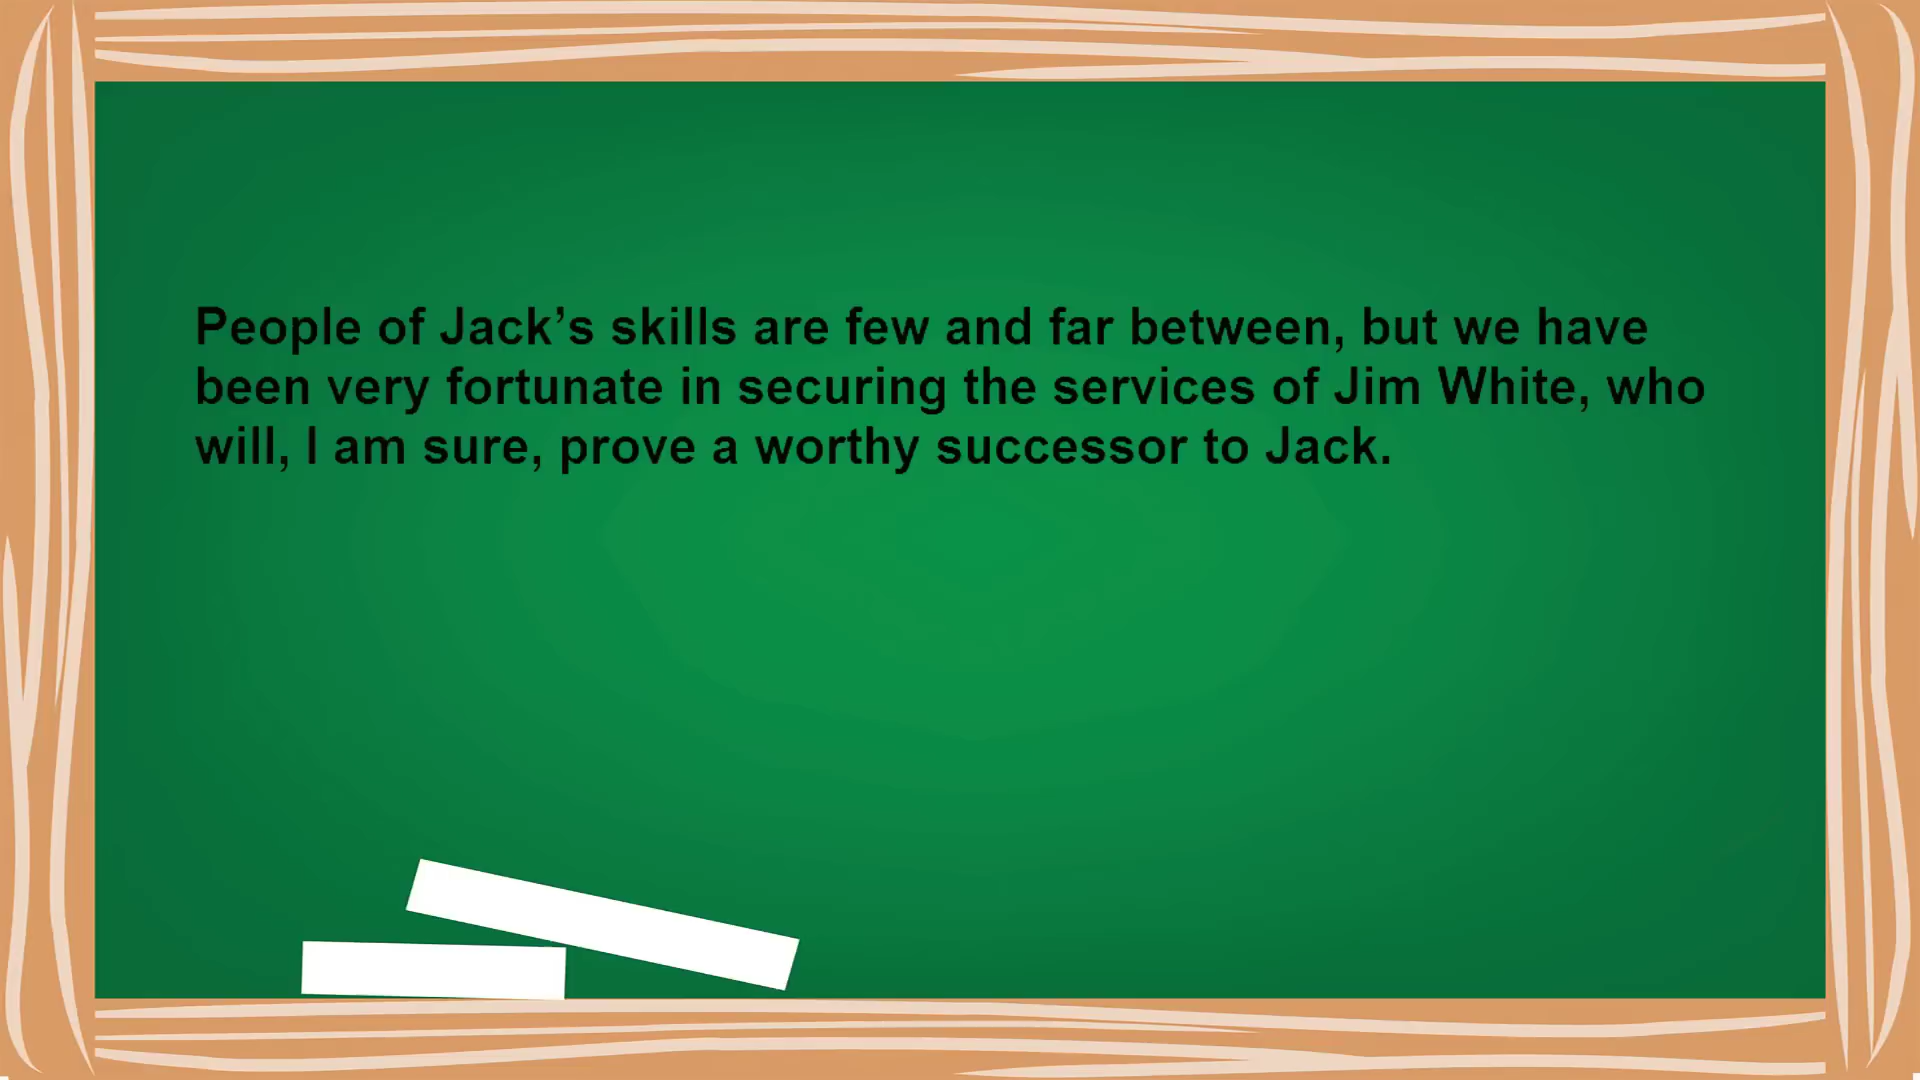 People of Jack’s skills are few and far between, but we have
been very fortunate in securing the services of Jim White, who
will, I am sure, prove a worthy successor to Jack.